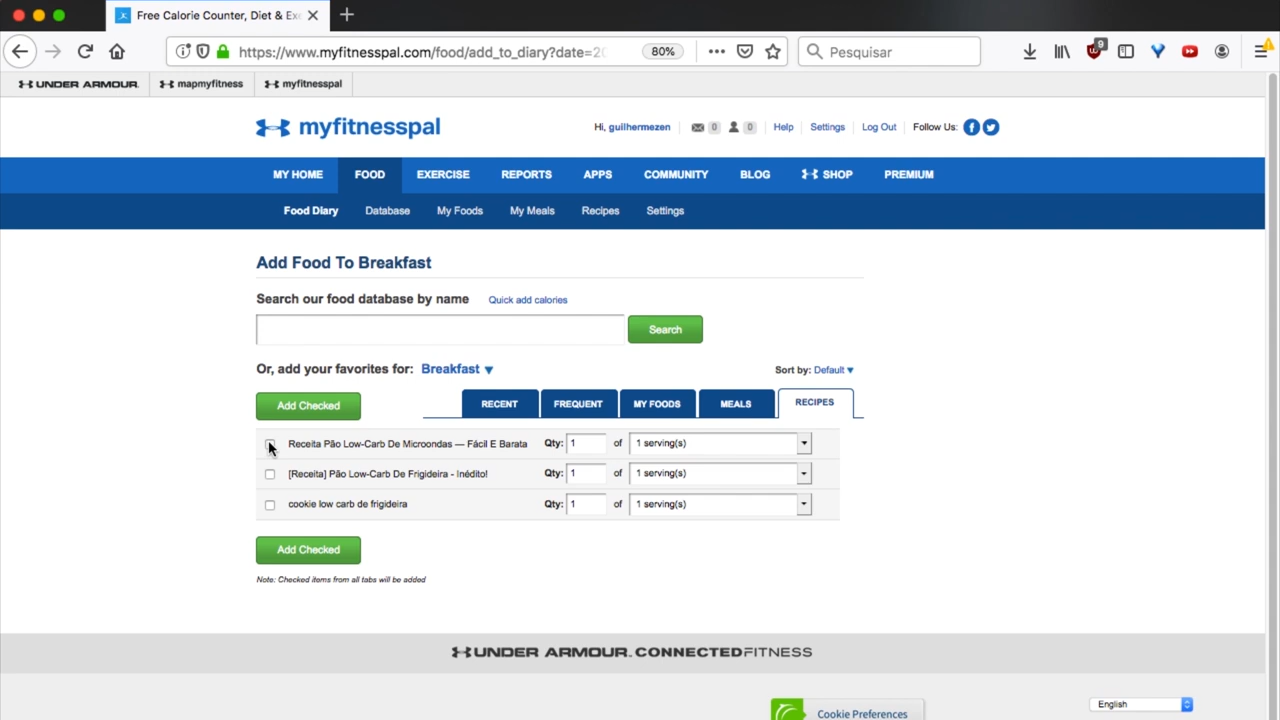 Free Calorie Counter, Diet & Ex
https://www.myfitnesspal.com/food/add_to_diary?date=20
80%
Pesquisar
9
UNDER ARMOUR.
mapmyfitness
myfitnesspal
myfitnesspal
Hi, guilhermezen
0
0
Help
Settings
Log Out
Follow Us:
MY HOME
FOOD
EXERCISE
REPORTS
APPS
COMMUNITY
BLOG
SHOP
PREMIUM
Food Diary
Database
My Foods
My Meals
Recipes
Settings
Add Food To Breakfast
Search our food database by name
Quick add calories
Search
Or, add your favorites for: Breakfast
Sort by: Default
Add Checked
RECENT
FREQUENT
MY FOODS
MEALS
RECIPES
Receita Pão Low-Carb De Microondas — Fácil E Barata Qty: 1 of 1 serving(s)
[Receita] Pão Low-Carb De Frigideira - Inédito! Qty: 1 of 1 serving(s)
cookie low carb de frigideira Qty: 1 of 1 serving(s)
Add Checked
Note: Checked items from all tabs will be added
UNDER ARMOUR. CONNECTEDFITNESS
Cookie Preferences
English